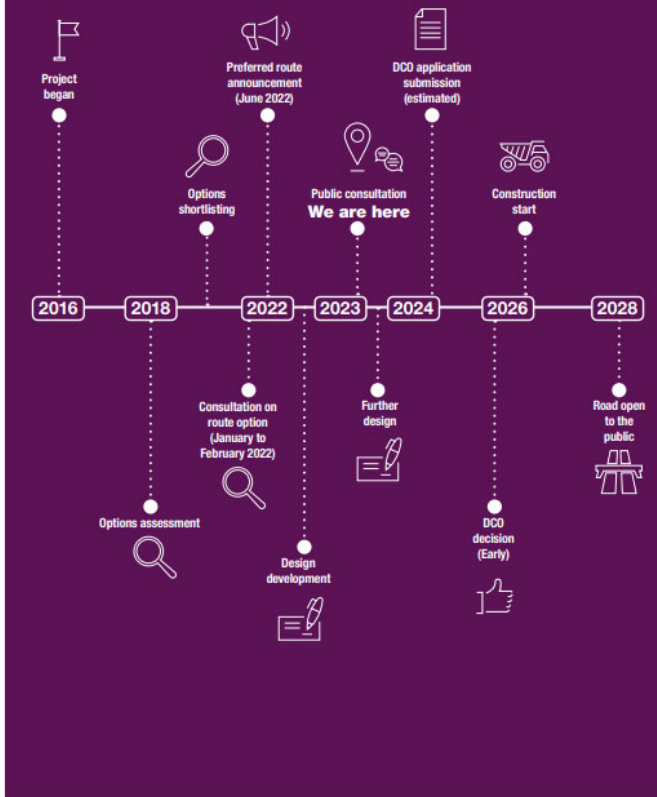 Project
began
Preferred route
announcement
(June 2022)
DCO application
submission
(estimated)
Options
shortlisting
Public consultation
We are here
Construction
start
2016
2018
2022
2023
2024
2026
2028
Consultation on
route option
(January to
February 2022)
Further
design
Road open
to the
public
Options assessment
Design
development
DCO
decision
(Early)